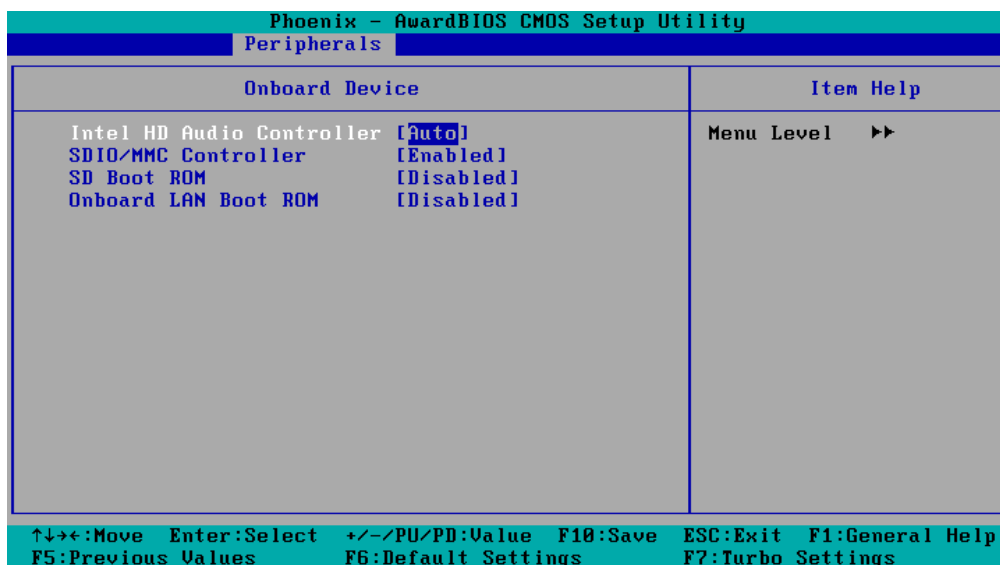 Phoenix - AwardBIOS CMOS Setup Utility
Peripherals
Onboard Device
Item Help
Intel HD Audio Controller [Auto]
Menu Level ▶▶
SDIO/MMC Controller [Enabled]
SD Boot ROM [Disabled]
Onboard LAN Boot ROM [Disabled]
↑↓→←:Move Enter:Select +/-/PU/PD:Value F10:Save ESC:Exit F1:General Help
F5:Previous Values F6:Default Settings F7:Turbo Settings